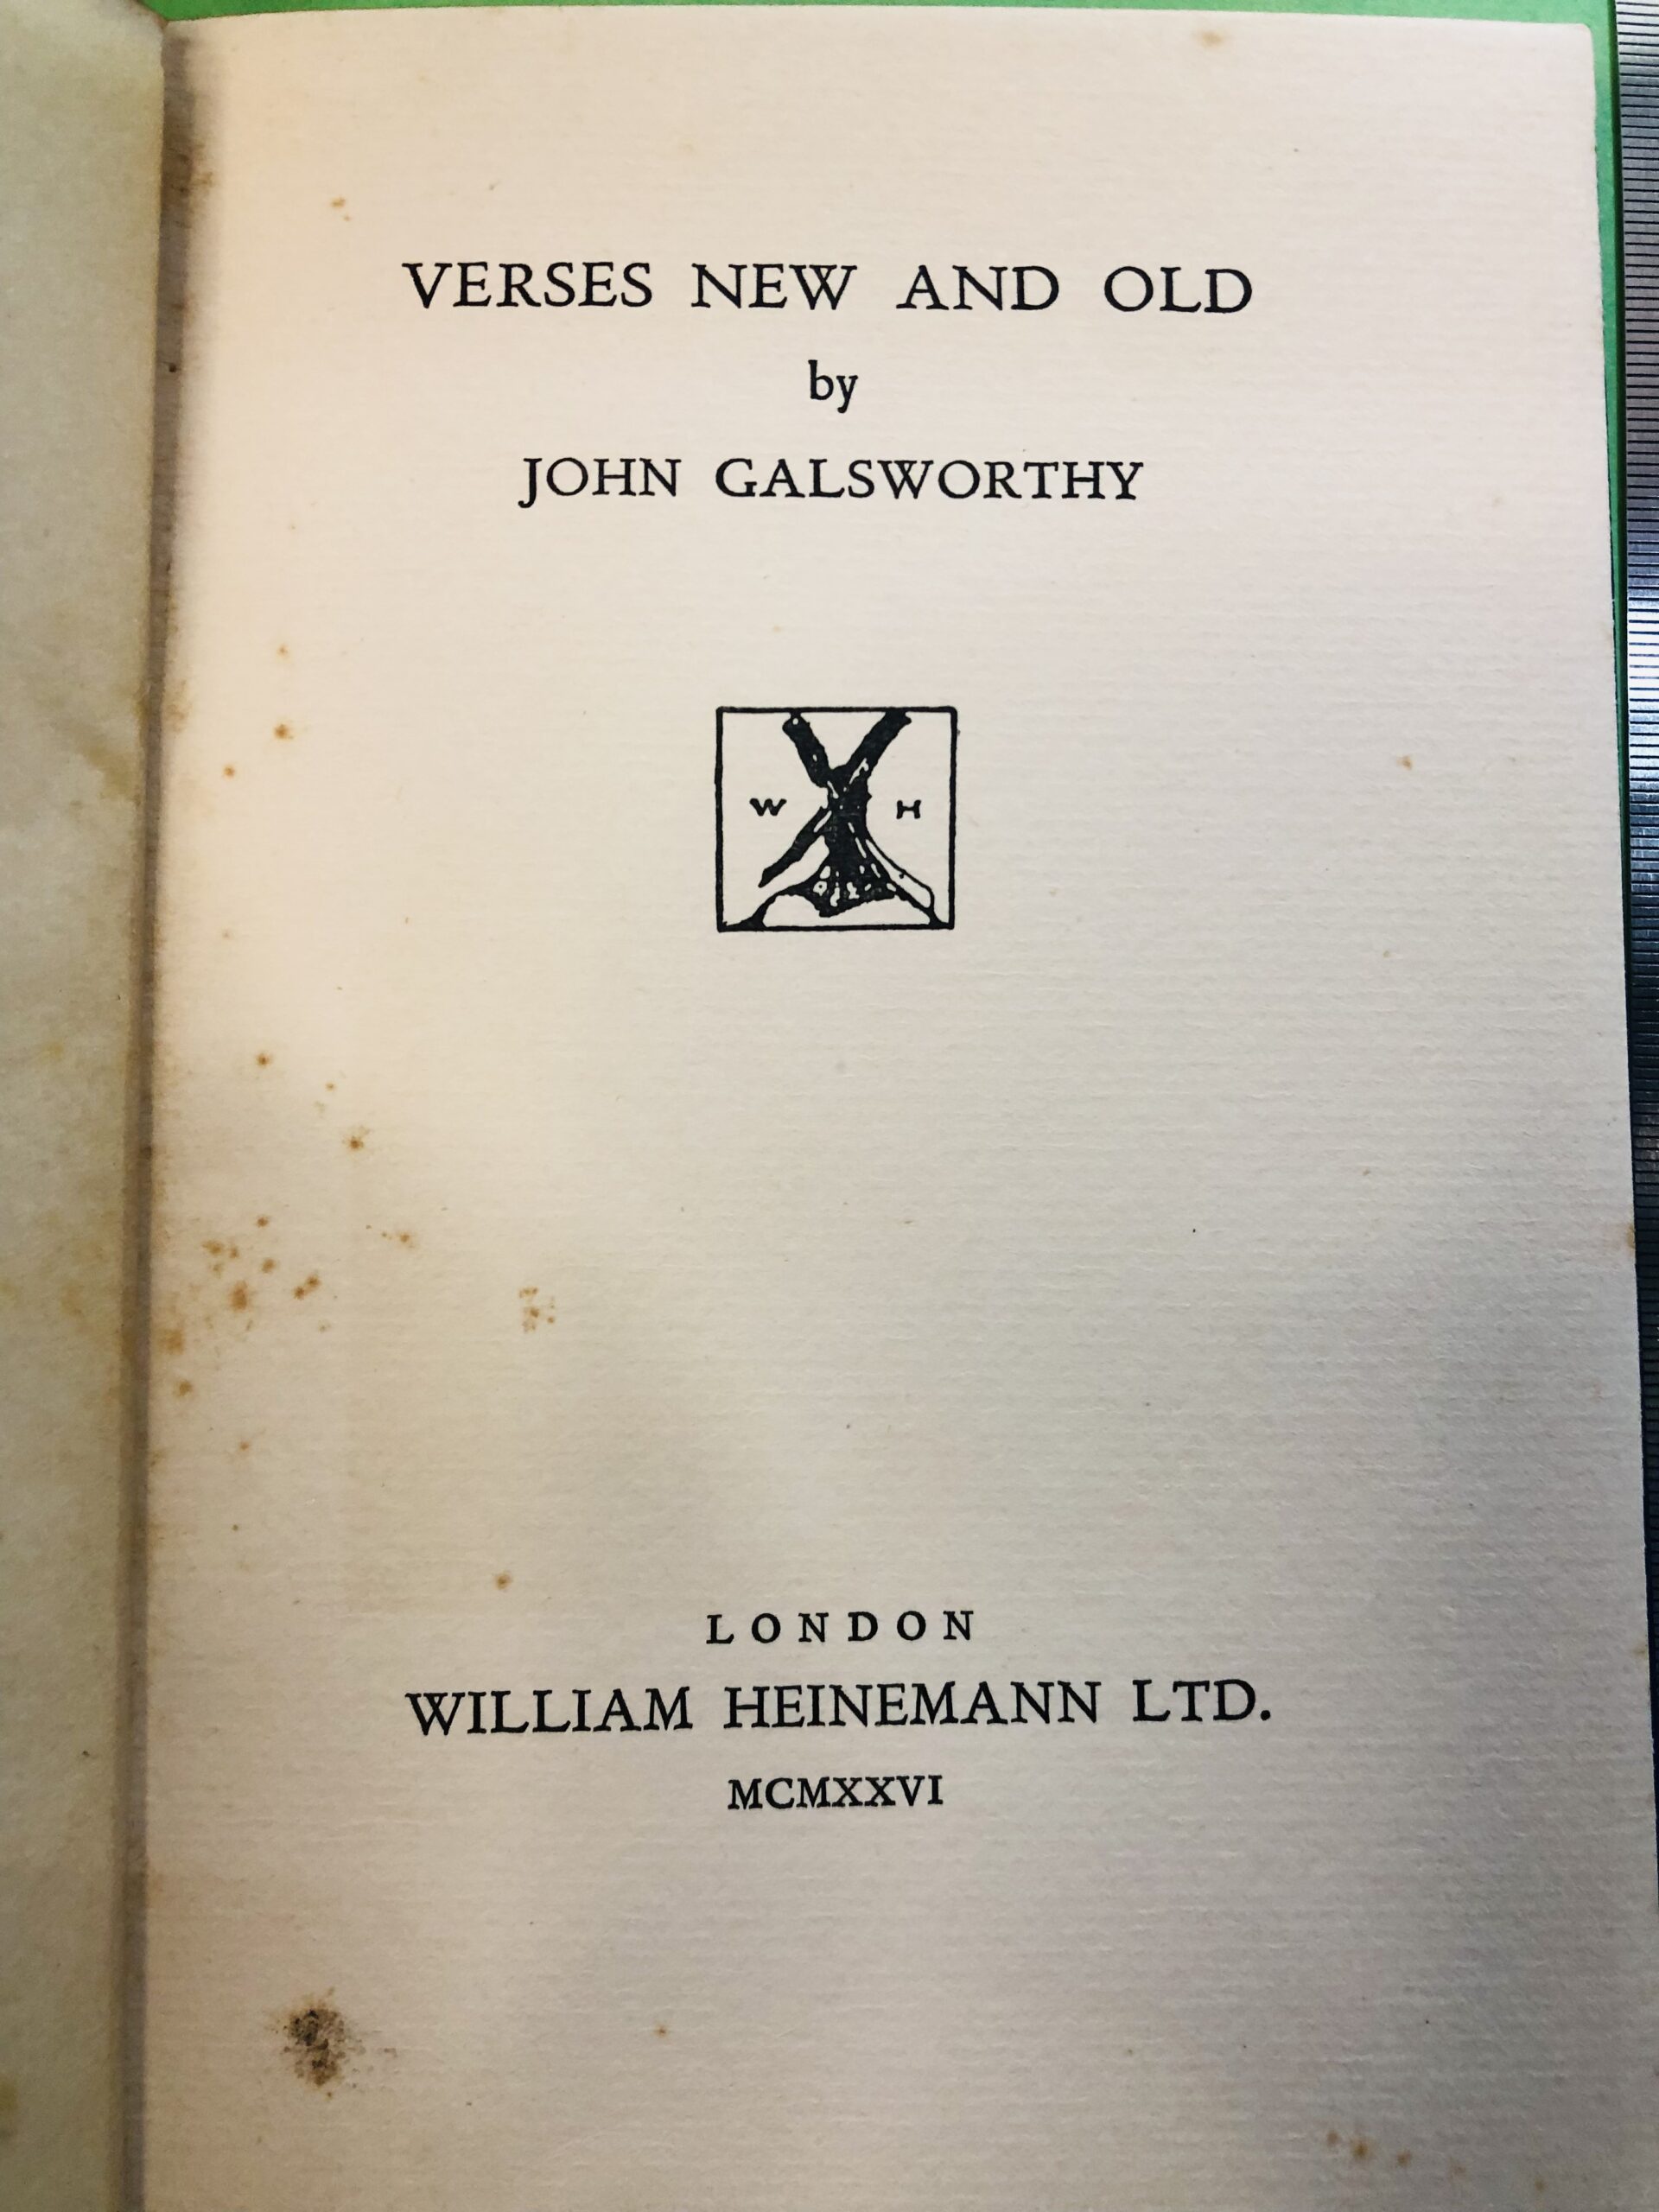 VERSES NEW AND OLD
by
JOHN GALSWORTHY
W H
LONDON
WILLIAM HEINEMANN LTD.
MCMXXVI